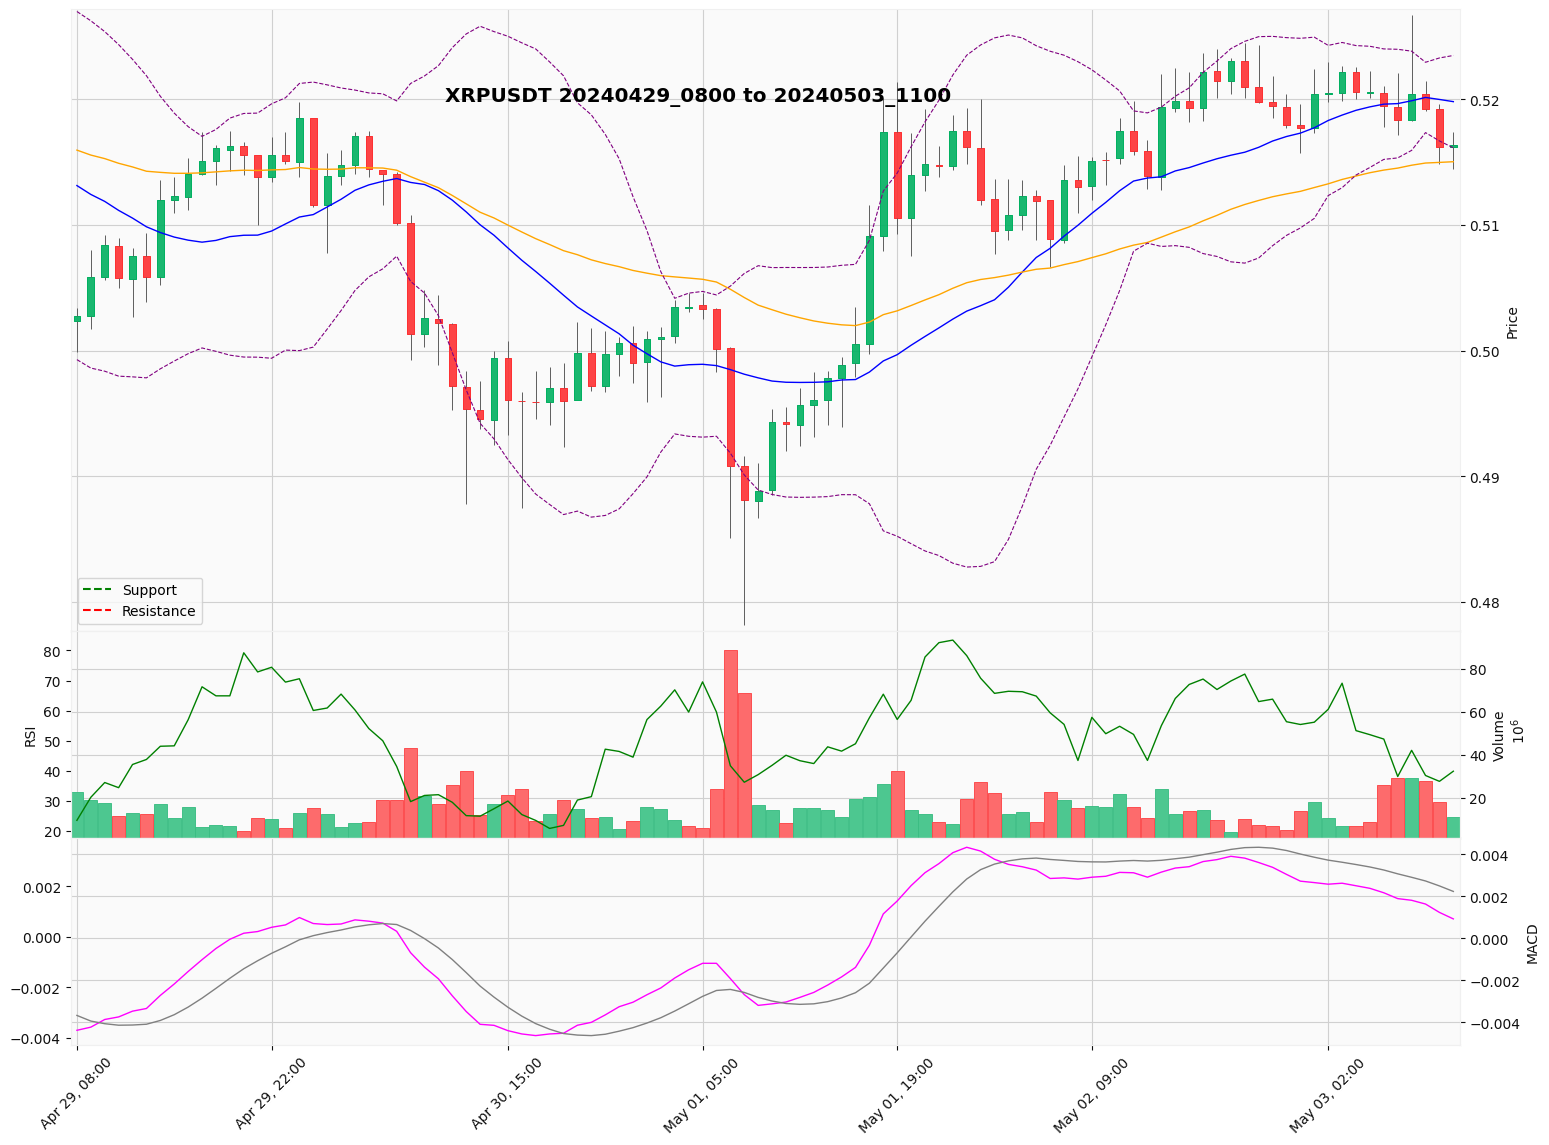 XRPUSDT 20240429_0800 to 20240503_1100
0.52
0.51
0.50
0.49
0.48
Price
Support
Resistance
80
70
60
50
40
30
20
RSI
80
60
40
20
Volume
10^6
0.002
0.000
−0.002
−0.004
0.004
0.002
0.000
−0.002
−0.004
MACD
Apr 29, 08:00
Apr 29, 22:00
Apr 30, 15:00
May 01, 05:00
May 01, 19:00
May 02, 09:00
May 03, 02:00